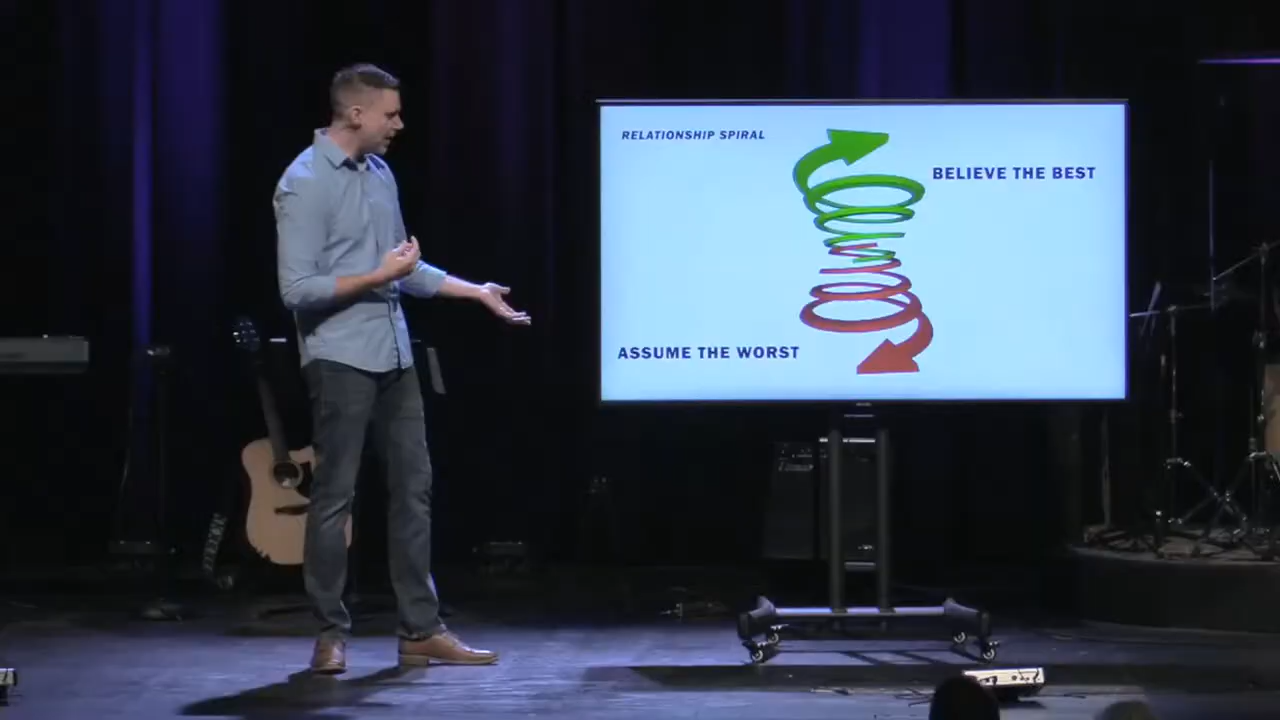 RELATIONSHIP SPIRAL
BELIEVE THE BEST
ASSUME THE WORST